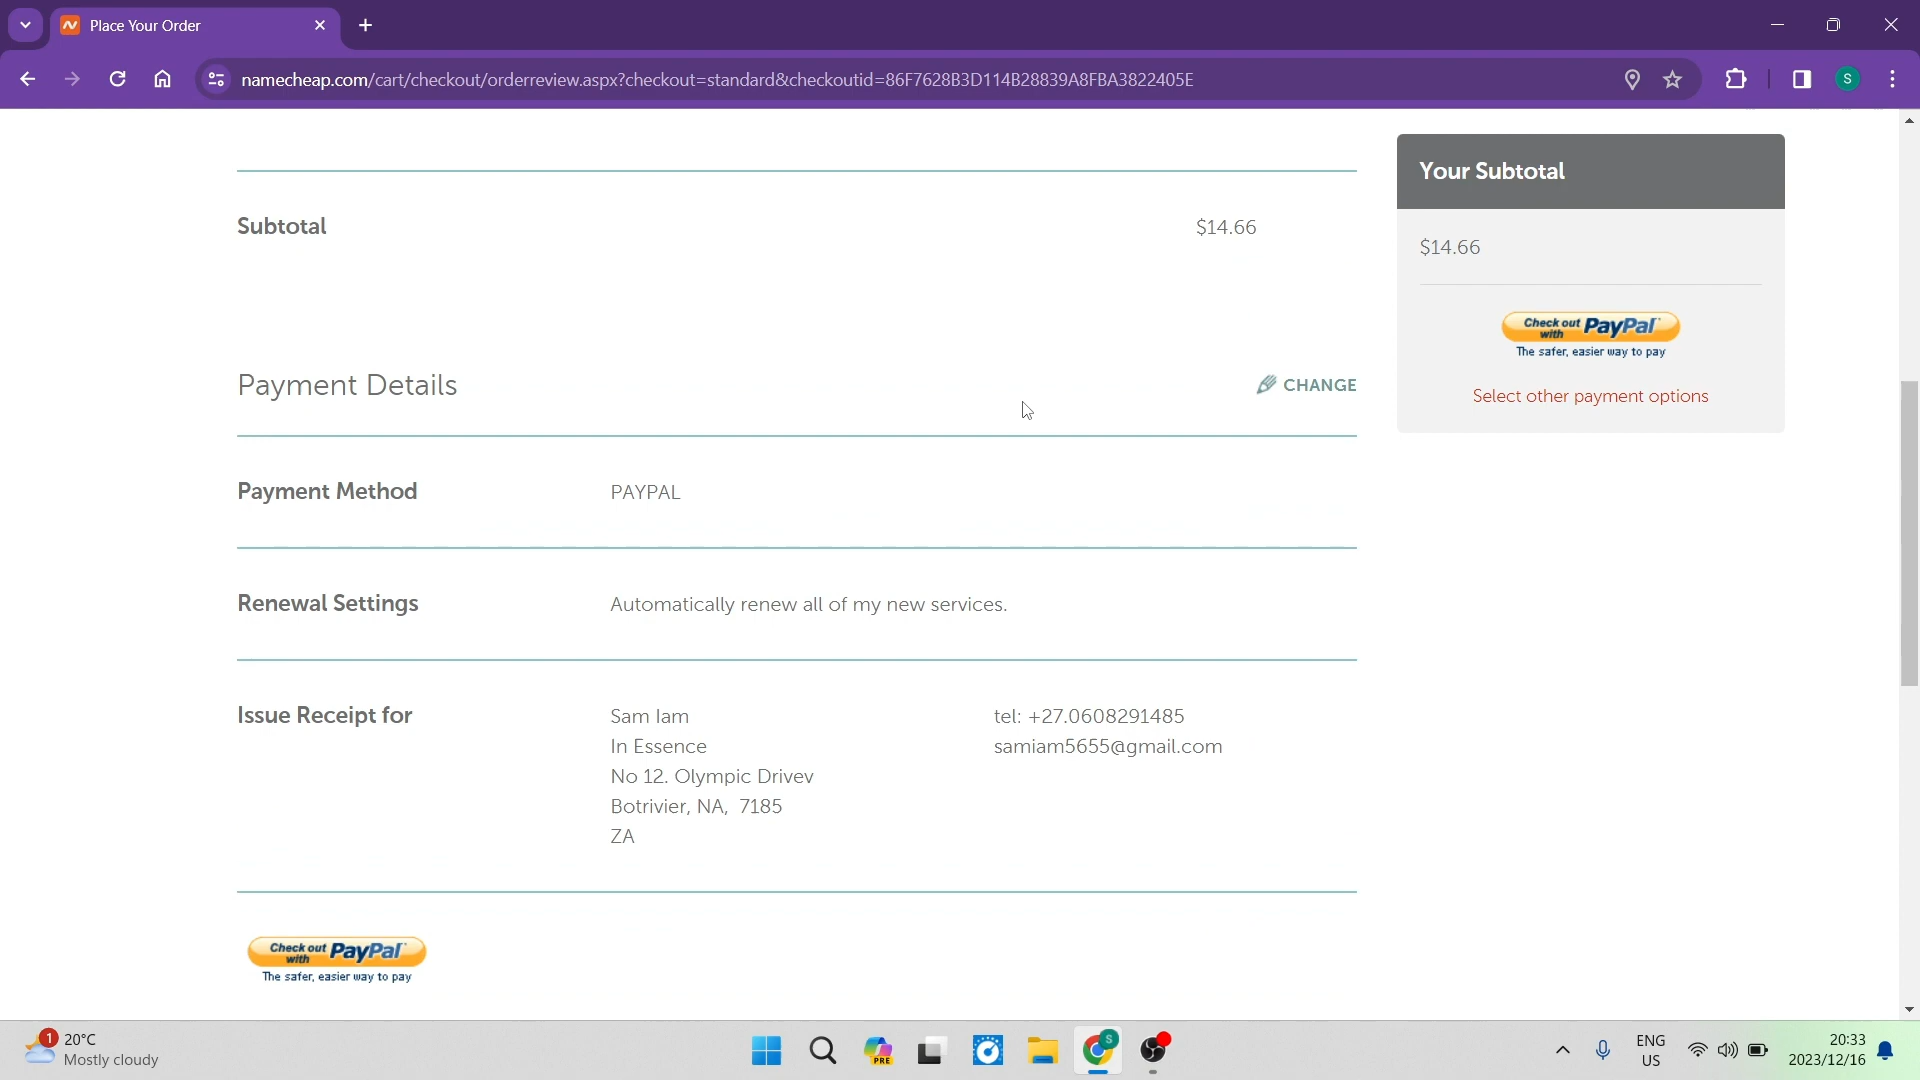 Place Your Order
namecheap.com/cart/checkout/orderreview.aspx?checkout=standard&checkoutid=86F7628B3D114B28839A8FBA3822405E
S
Your Subtotal
Subtotal
$14.66
$14.66
Check out with PayPal
The safer, easier way to pay
Select other payment options
Payment Details
CHANGE
Payment Method
PAYPAL
Renewal Settings
Automatically renew all of my new services.
Issue Receipt for
Sam Iam
In Essence
No 12. Olympic Drivev
Botrivier, NA, 7185
ZA
tel: +27.0608291485
samiam5655@gmail.com
Check out with PayPal
The safer, easier way to pay
1
20°C
Mostly cloudy
PRE
S
ENG
US
20:33
2023/12/16